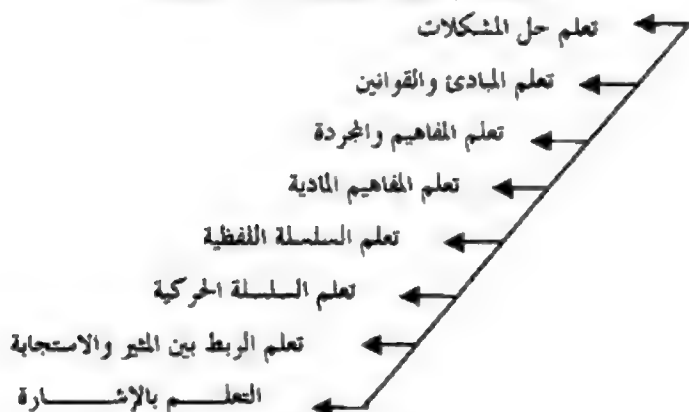 تعلم حل المشكلات
تعلم المبادئ والقوانين
تعلم المفاهيم والمجردة
تعلم المفاهيم المادية
تعلم السلسلة اللفظية
تعلم السلسلة الحركية
تعلم الربط بين المثير والاستجابة
التعلـــــم بالإشـــــارة